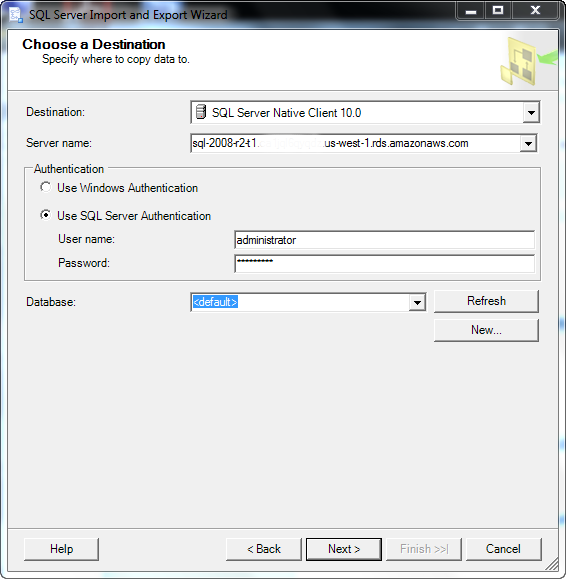 SQL Server Import and Export Wizard
Choose a Destination
Specify where to copy data to.
Destination:
SQL Server Native Client 10.0
Server name:
sql-2008-r2-t1 .us-west-1.rds.amazonaws.com
Authentication
Use Windows Authentication
Use SQL Server Authentication
User name:
administrator
Password:
*********
Database:
<default>
Refresh
New...
Help
< Back
Next >
Finish >>|
Cancel